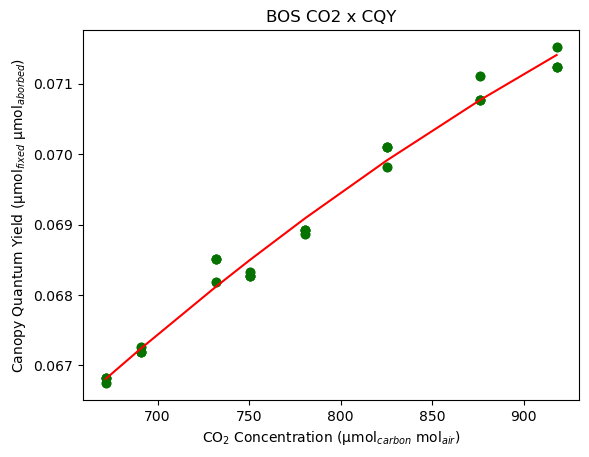 BOS CO2 x CQY
Canopy Quantum Yield (μmol_fixed μmol_aborbed)
0.071
0.070
0.069
0.068
0.067
700 750 800 850 900
CO₂ Concentration (μmol_carbon mol_air)